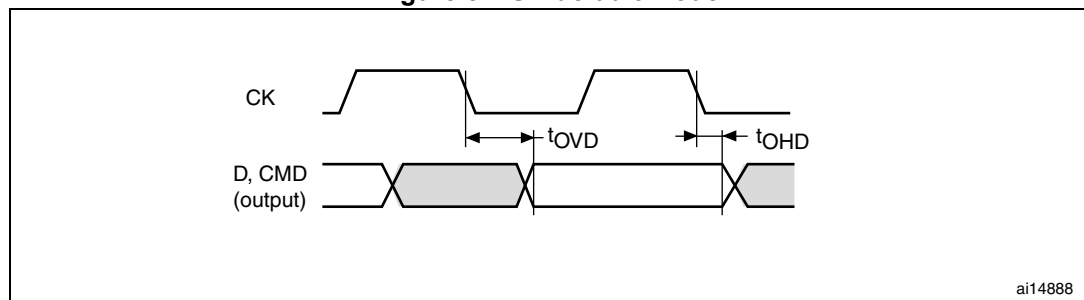 CK
tOVD
tOHD
D, CMD
(output)
ai14888